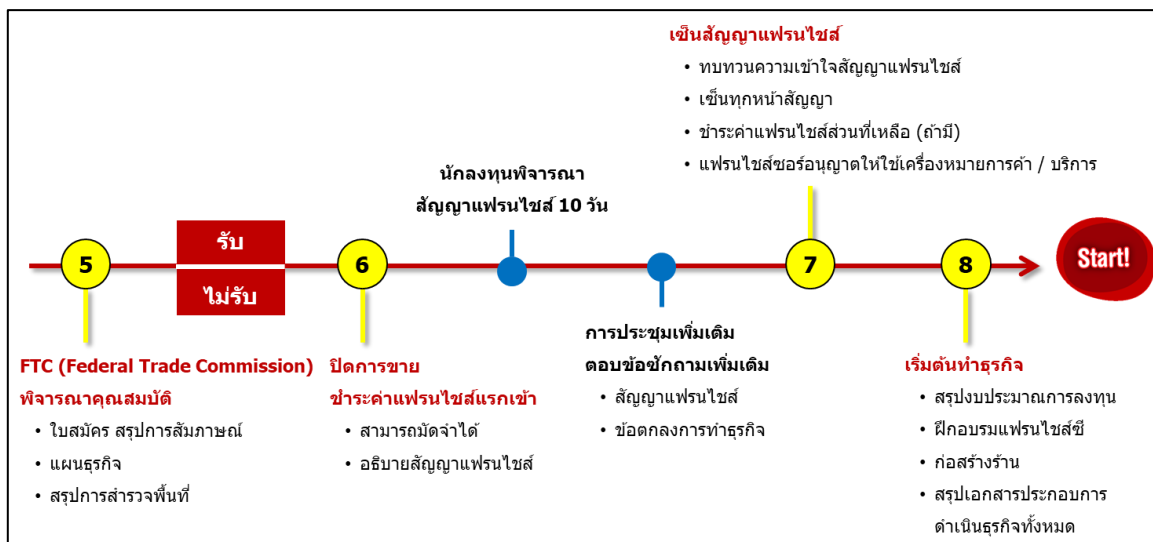 เซ็นสัญญาแฟรนไชส์
• ทบทวนความเข้าใจสัญญาแฟรนไชส์
• เซ็นทุกหน้าสัญญา
• ชำระค่าแฟรนไชส์ส่วนที่เหลือ (ถ้ามี)
• แฟรนไชส์ซอร์อนุญาตให้ใช้เครื่องหมายการค้า / บริการ
นักลงทุนพิจารณา
สัญญาแฟรนไชส์ 10 วัน
5
รับ
ไม่รับ
6
7
8
Start!
FTC (Federal Trade Commission)
พิจารณาคุณสมบัติ
• ใบสมัคร สรุปการสัมภาษณ์
• แผนธุรกิจ
• สรุปการสำรวจพื้นที่
ปิดการขาย
ชำระค่าแฟรนไชส์แรกเข้า
• สามารถมัดจำได้
• อธิบายสัญญาแฟรนไชส์
การประชุมเพิ่มเติม
ตอบข้อซักถามเพิ่มเติม
• สัญญาแฟรนไชส์
• ข้อตกลงการทำธุรกิจ
เริ่มต้นทำธุรกิจ
• สรุปงบประมาณการลงทุน
• ฝึกอบรมแฟรนไชส์ซี
• ก่อสร้างร้าน
• สรุปเอกสารประกอบการ
ดำเนินธุรกิจทั้งหมด